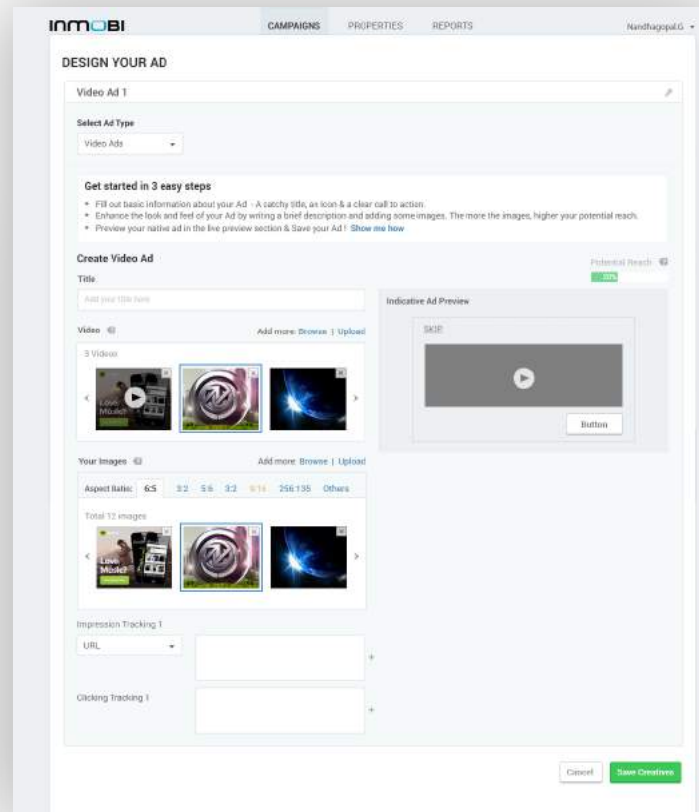 INMOBI
CAMPAIGNS PROPERTIES REPORTS Nandhagopal.G
DESIGN YOUR AD
Video Ad 1
Select Ad Type
Video Ads
Get started in 3 easy steps
Fill out basic information about your Ad - A catchy title, an icon & a clear call to action.
Enhance the look and feel of your Ad by writing a brief description and adding some images. The more the images, higher your potential reach.
Preview your native ad in the live preview section & Save your Ad ! Show me how
Create Video Ad
Potential Reach
Title
Add your title here
Indicative Ad Preview
Video
Add more: Browse | Upload
SKIP
3 Videos
Love
Music?
Button
Your Images
Add more: Browse | Upload
Aspect Ratio: 6:5 3:2 5:6 3:2 9:16 256:135 Others
Total 12 images
Love
Music?
Impression Tracking 1
URL
+
Clicking Tracking 1
+
Cancel
Save Creatives